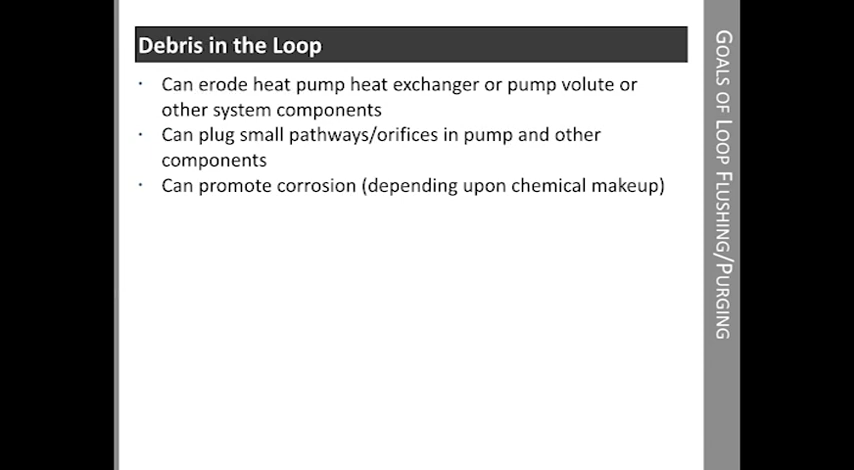 Debris in the Loop
· Can erode heat pump heat exchanger or pump volute or
other system components
· Can plug small pathways/orifices in pump and other
components
· Can promote corrosion (depending upon chemical makeup)
GOALS OF LOOP FLUSHING/PURGING